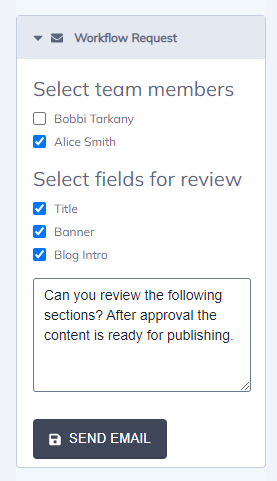 Workflow Request
Select team members
Bobbi Tarkany
Alice Smith
Select fields for review
Title
Banner
Blog Intro
Can you review the following
sections? After approval the
content is ready for publishing.
SEND EMAIL